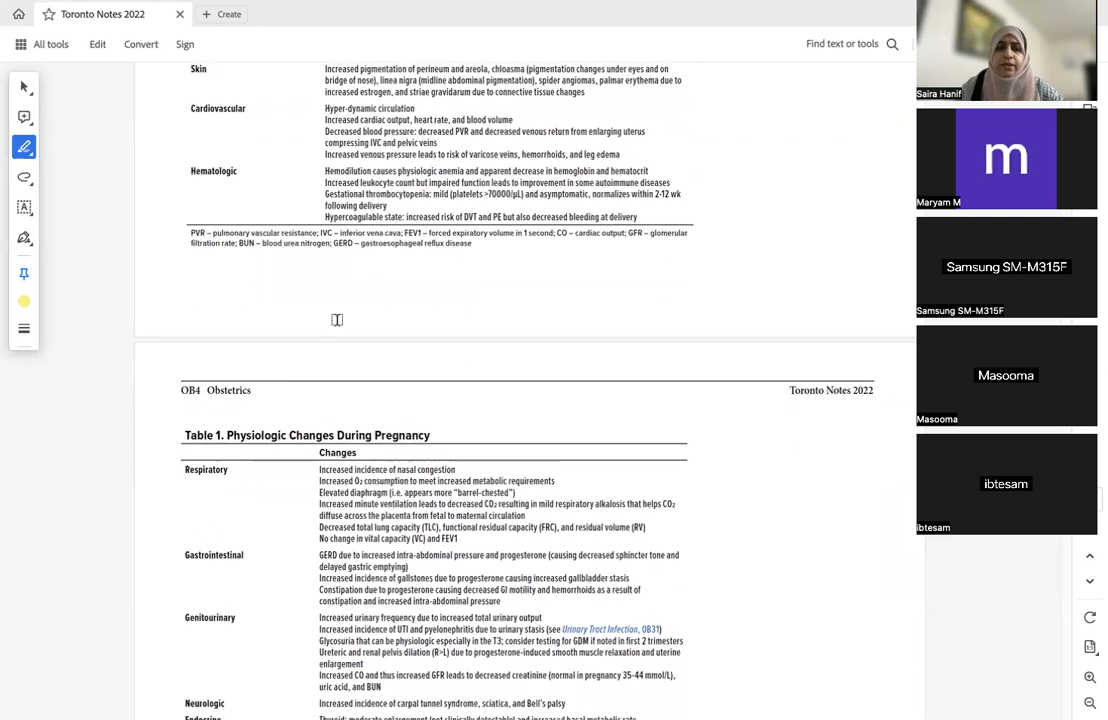 Toronto Notes 2022
Create
All tools
Edit
Convert
Sign
Find text or tools
Skin
Increased pigmentation of perineum and areola, chloasma (pigmentation changes under eyes and on
bridge of nose), linea nigra (midline abdominal pigmentation), spider angiomas, palmar erythema due to
increased estrogen, and striae gravidarum due to connective tissue changes
Cardiovascular
Hyper-dynamic circulation
Increased cardiac output, heart rate, and blood volume
Decreased blood pressure: decreased PVR and decreased venous return from enlarging uterus
compressing IVC and pelvic veins
Increased venous pressure leads to risk of varicose veins, hemorrhoids, and leg edema
Hematologic
Hemodilution causes physiologic anemia and apparent decrease in hemoglobin and hematocrit
Increased leukocyte count but impaired function leads to improvement in some autoimmune diseases
Gestational thrombocytopenia: mild (platelets >70000/µL) and asymptomatic, normalizes within 2-12 wk
following delivery
Hypercoagulable state: increased risk of DVT and PE but also decreased bleeding at delivery
PVR – pulmonary vascular resistance; IVC – inferior vena cava; FEV1 – forced expiratory volume in 1 second; CO – cardiac output; GFR – glomerular
filtration rate; BUN – blood urea nitrogen; GERD – gastroesophageal reflux disease
OB4 Obstetrics
Toronto Notes 2022
Table 1. Physiologic Changes During Pregnancy
Changes
Respiratory
Increased incidence of nasal congestion
Increased O₂ consumption to meet increased metabolic requirements
Elevated diaphragm (i.e. appears more “barrel-chested”)
Increased minute ventilation leads to decreased CO₂ resulting in mild respiratory alkalosis that helps CO₂
diffuse across the placenta from fetal to maternal circulation
Decreased total lung capacity (TLC), functional residual capacity (FRC), and residual volume (RV)
No change in vital capacity (VC) and FEV1
Gastrointestinal
GERD due to increased intra-abdominal pressure and progesterone (causing decreased sphincter tone and
delayed gastric emptying)
Increased incidence of gallstones due to progesterone causing increased gallbladder stasis
Constipation due to progesterone causing decreased GI motility and hemorrhoids as a result of
constipation and increased intra-abdominal pressure
Genitourinary
Increased urinary frequency due to increased total urinary output
Increased incidence of UTI and pyelonephritis due to urinary stasis (see Urinary Tract Infection, OB31)
Glycosuria that can be physiologic especially in the T3; consider testing for GDM if noted in first 2 trimesters
Ureteric and renal pelvis dilation (R>L) due to progesterone-induced smooth muscle relaxation and uterine
enlargement
Increased CO and thus increased GFR leads to decreased creatinine (normal in pregnancy 35-44 mmol/L),
uric acid, and BUN
Neurologic
Increased incidence of carpal tunnel syndrome, sciatica, and Bell’s palsy
Endocrine
Thyroid: moderate enlargement (not clinically detectable) and increased basal metabolic rate
Saira Hanif
m
Maryam M
Samsung SM-M315F
Samsung SM-M315F
Masooma
Masooma
ibtesam
ibtesam